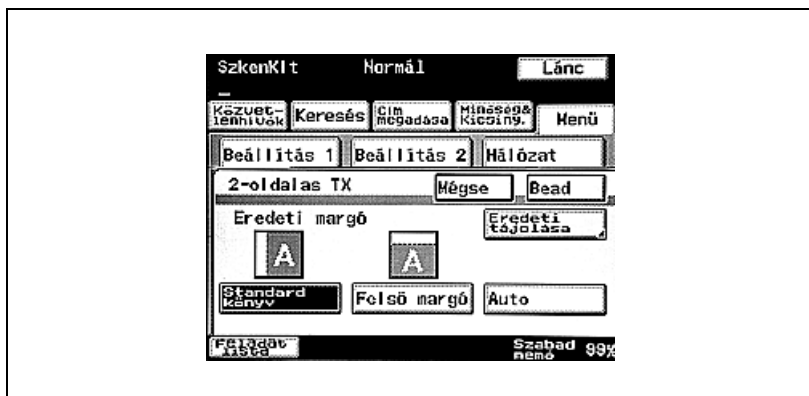 SzkenKlt Normál Lánc
Közvet-
lenhívók Keresés Cím
megadása Minőség&
Kicsiny. Menü
Beállítás 1 Beállítás 2 Hálózat
2-oldalas TX Mégse Bead
Eredeti margó Eredeti
tájolása
A A
Standard
könyv Felső margó Auto
Feladat
lista Szabad
memó 99%